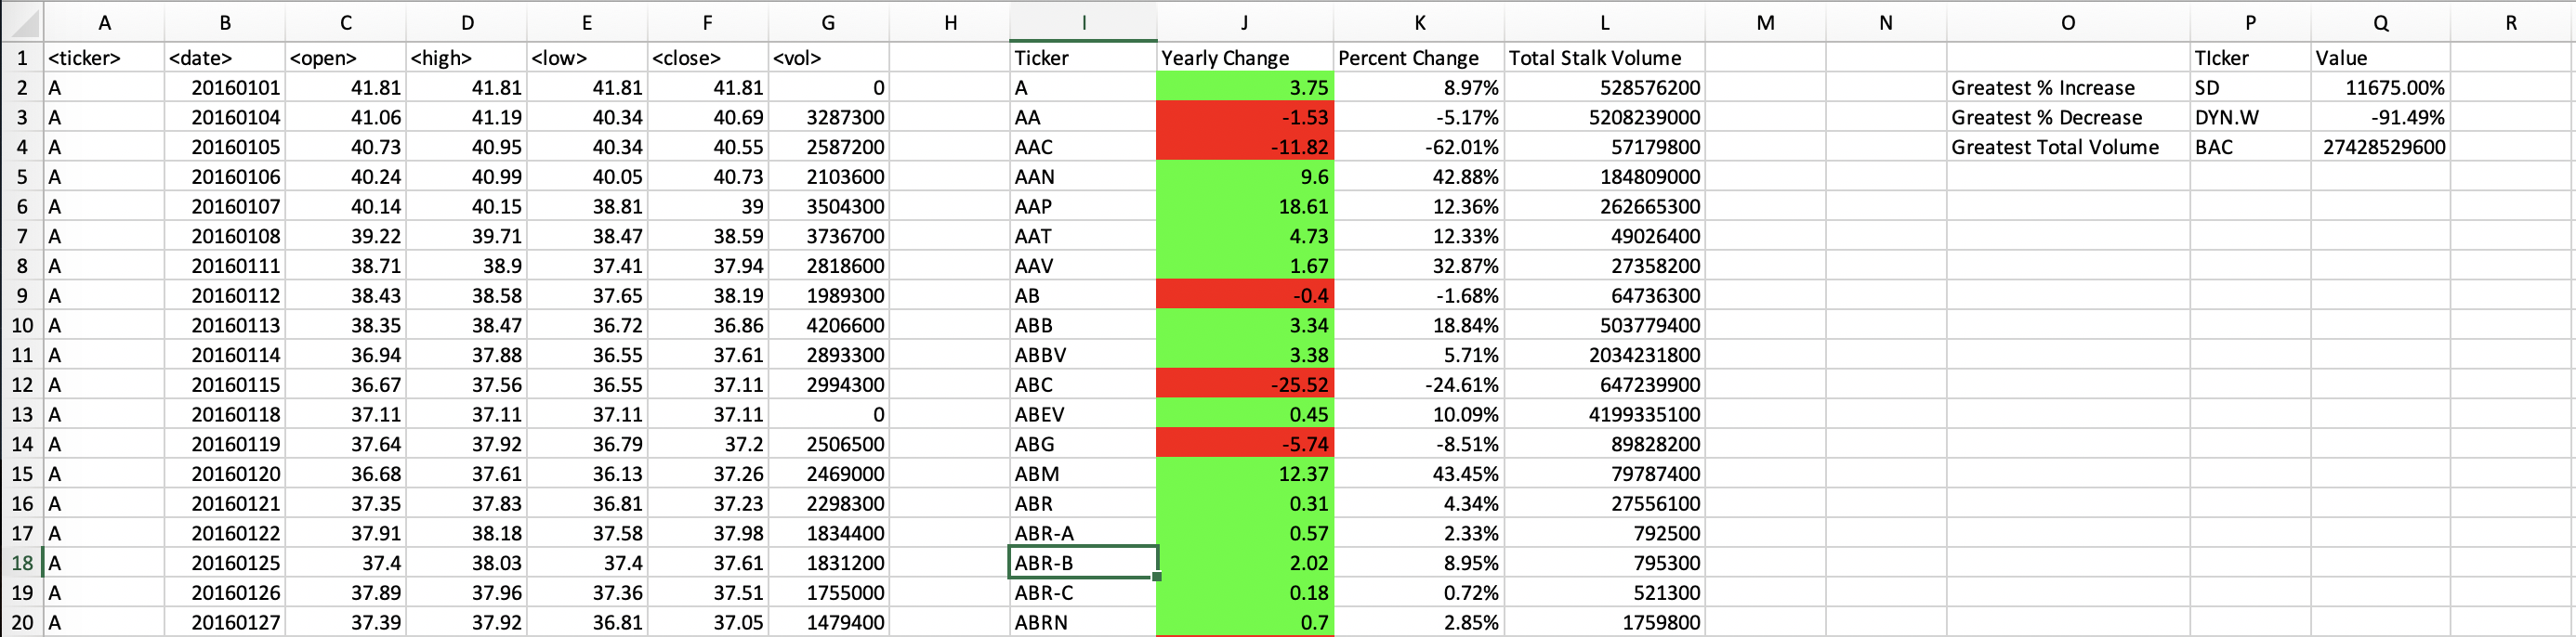 A B C D E F G H I J K L M N O P Q R
1 <ticker> <date> <open> <high> <low> <close> <vol> Ticker Yearly Change Percent Change Total Stalk Volume TIcker Value
2 A 20160101 41.81 41.81 41.81 41.81 0 A 3.75 8.97% 528576200 Greatest % Increase SD 11675.00%
3 A 20160104 41.06 41.19 40.34 40.69 3287300 AA -1.53 -5.17% 5208239000 Greatest % Decrease DYN.W -91.49%
4 A 20160105 40.73 40.95 40.34 40.55 2587200 AAC -11.82 -62.01% 57179800 Greatest Total Volume BAC 27428529600
5 A 20160106 40.24 40.99 40.05 40.73 2103600 AAN 9.6 42.88% 184809000
6 A 20160107 40.14 40.15 38.81 39 3504300 AAP 18.61 12.36% 262665300
7 A 20160108 39.22 39.71 38.47 38.59 3736700 AAT 4.73 12.33% 49026400
8 A 20160111 38.71 38.9 37.41 37.94 2818600 AAV 1.67 32.87% 27358200
9 A 20160112 38.43 38.58 37.65 38.19 1989300 AB -0.4 -1.68% 64736300
10 A 20160113 38.35 38.47 36.72 36.86 4206600 ABB 3.34 18.84% 503779400
11 A 20160114 36.94 37.88 36.55 37.61 2893300 ABBV 3.38 5.71% 2034231800
12 A 20160115 36.67 37.56 36.55 37.11 2994300 ABC -25.52 -24.61% 647239900
13 A 20160118 37.11 37.11 37.11 37.11 0 ABEV 0.45 10.09% 4199335100
14 A 20160119 37.64 37.92 36.79 37.2 2506500 ABG -5.74 -8.51% 89828200
15 A 20160120 36.68 37.61 36.13 37.26 2469000 ABM 12.37 43.45% 79787400
16 A 20160121 37.35 37.83 36.81 37.23 2298300 ABR 0.31 4.34% 27556100
17 A 20160122 37.91 38.18 37.58 37.98 1834400 ABR-A 0.57 2.33% 792500
18 A 20160125 37.4 38.03 37.4 37.61 1831200 ABR-B 2.02 8.95% 795300
19 A 20160126 37.89 37.96 37.36 37.51 1755000 ABR-C 0.18 0.72% 521300
20 A 20160127 37.39 37.92 36.81 37.05 1479400 ABRN 0.7 2.85% 1759800